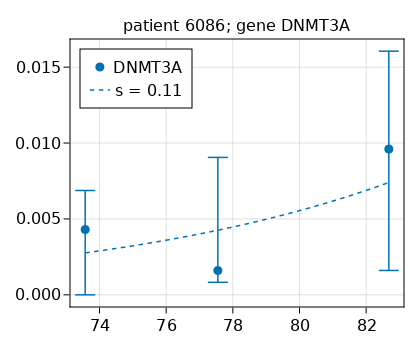 patient 6086; gene DNMT3A
DNMT3A
s = 0.11
0.015
0.010
0.005
0.000
74 76 78 80 82